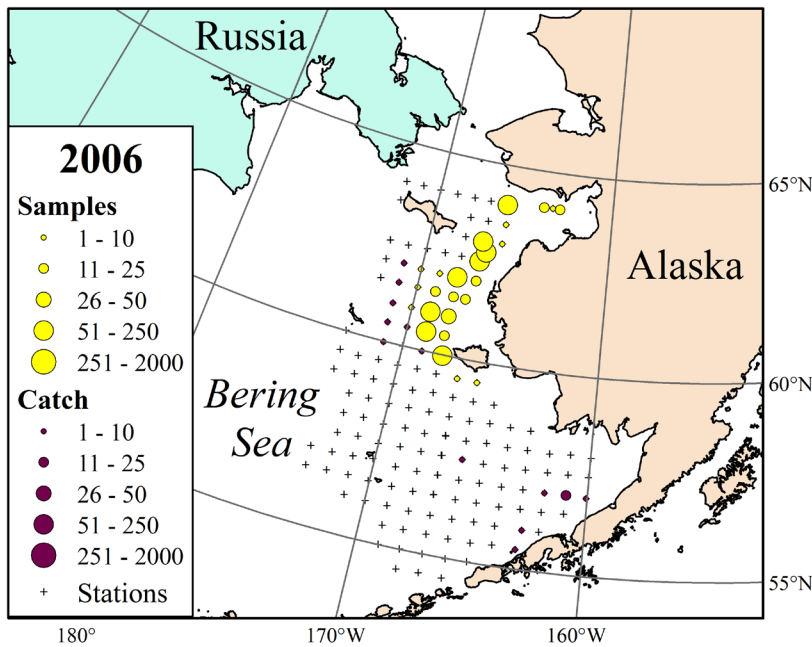 Russia
2006
Samples
1 - 10
11 - 25
26 - 50
51 - 250
251 - 2000
Catch
1 - 10
11 - 25
26 - 50
51 - 250
251 - 2000
Stations
Alaska
Bering
Sea
65°N
60°N
55°N
180°
170°W
160°W